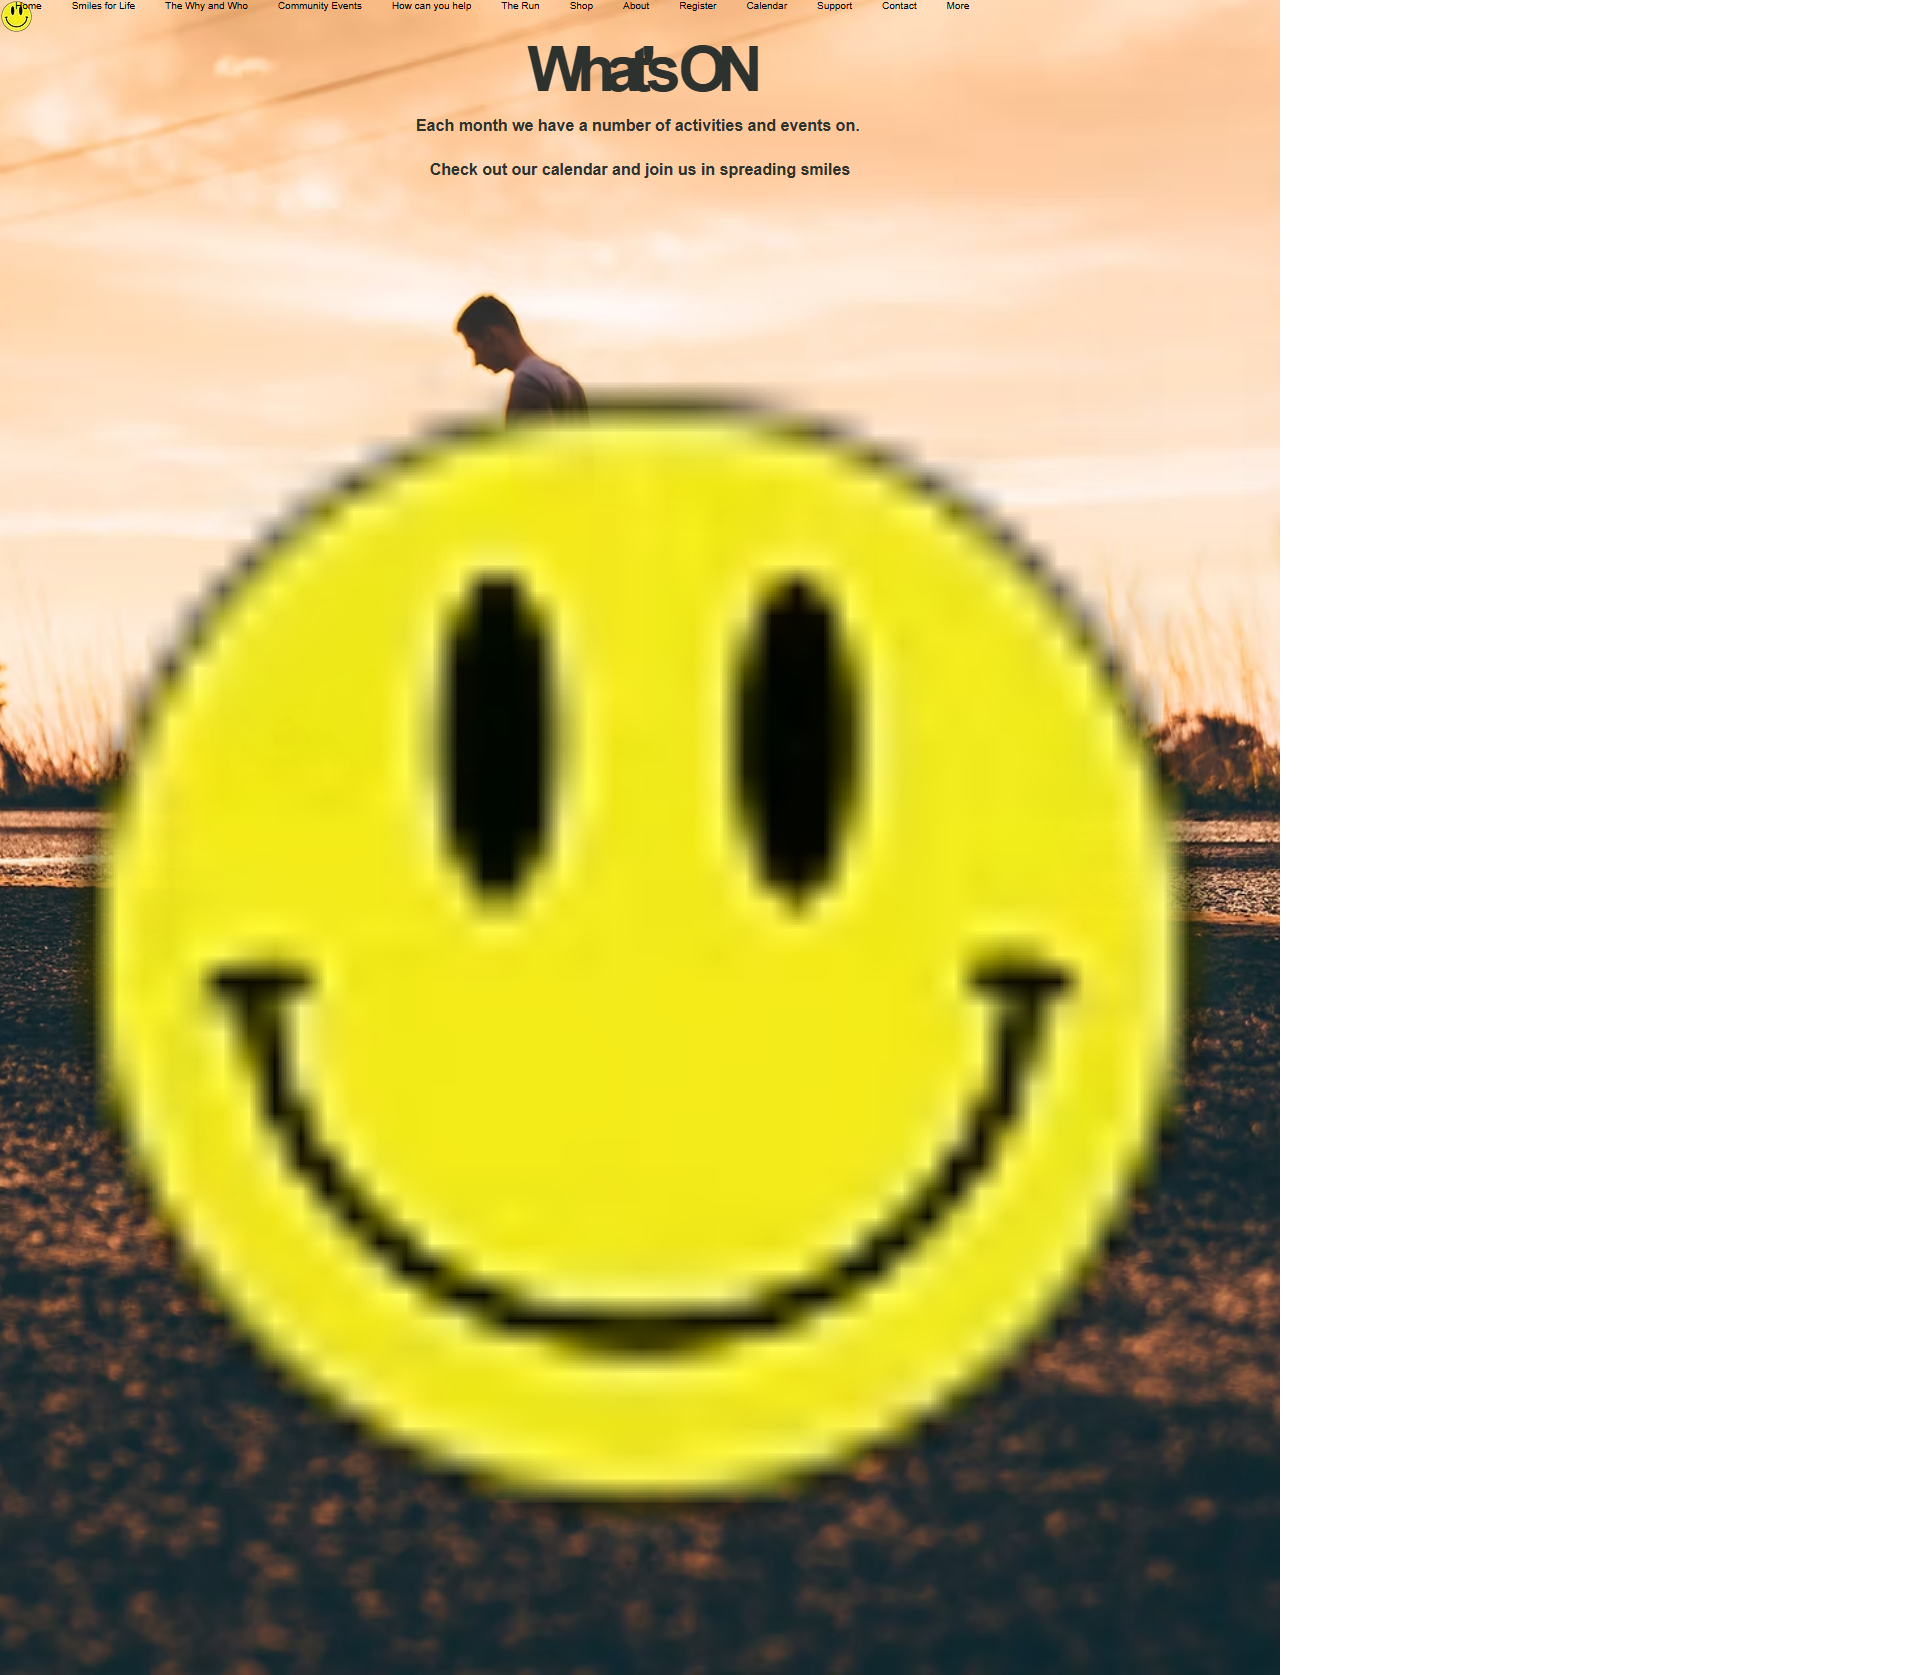 Home Smiles for Life The Why and Who Community Events How can you help The Run Shop About Register Calendar Support Contact More
What's ON
Each month we have a number of activities and events on.
Check out our calendar and join us in spreading smiles